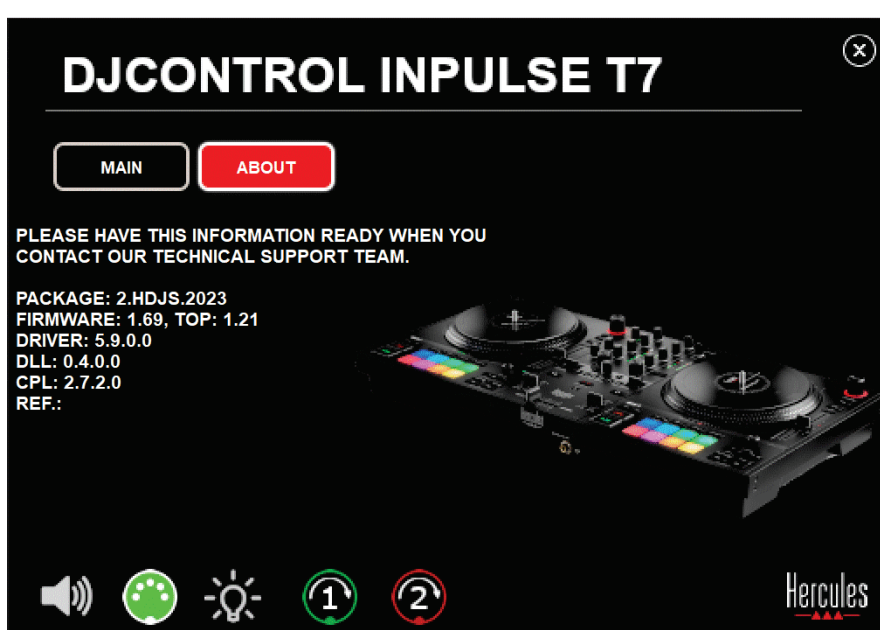 DJCONTROL INPULSE T7
MAIN
ABOUT
PLEASE HAVE THIS INFORMATION READY WHEN YOU
CONTACT OUR TECHNICAL SUPPORT TEAM.
PACKAGE: 2.HDJS.2023
FIRMWARE: 1.69, TOP: 1.21
DRIVER: 5.9.0.0
DLL: 0.4.0.0
CPL: 2.7.2.0
REF.:
1
2
Hercules